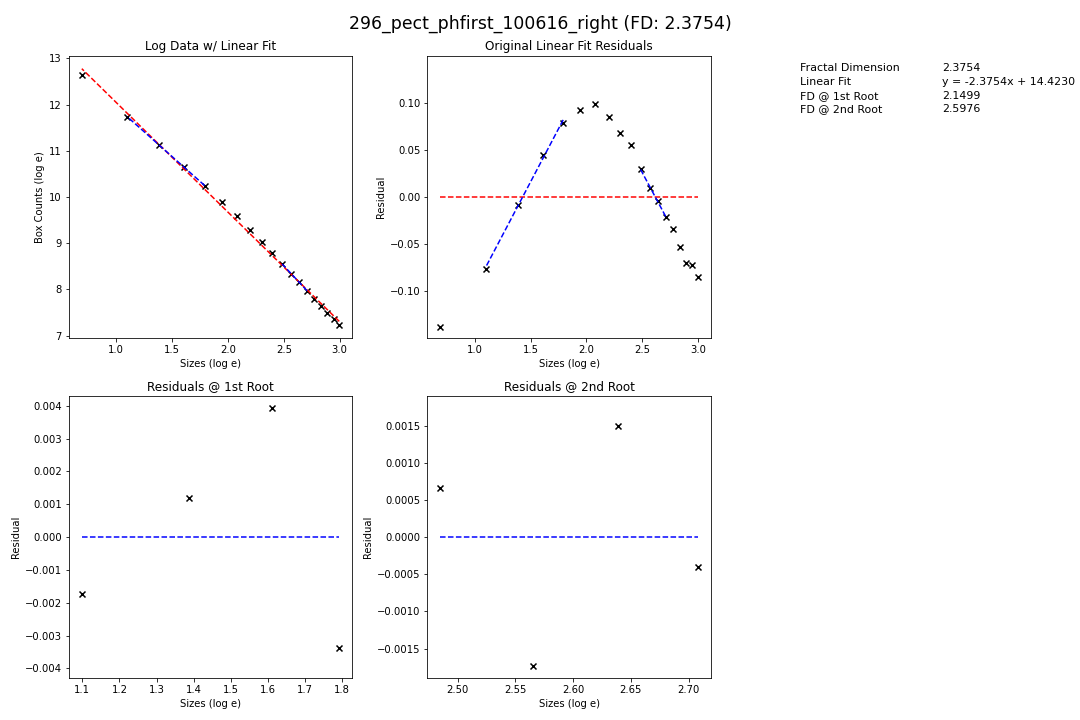 296_pect_phfirst_100616_right (FD: 2.3754)
Log Data w/ Linear Fit
13
12
11
10
9
8
7
Box Counts (log e)
1.0 1.5 2.0 2.5 3.0
Sizes (log e)
Original Linear Fit Residuals
0.10
0.05
0.00
−0.05
−0.10
Residual
1.0 1.5 2.0 2.5 3.0
Sizes (log e)
Fractal Dimension 2.3754
Linear Fit y = -2.3754x + 14.4230
FD @ 1st Root 2.1499
FD @ 2nd Root 2.5976
Residuals @ 1st Root
0.004
0.003
0.002
0.001
0.000
−0.001
−0.002
−0.003
−0.004
Residual
1.1 1.2 1.3 1.4 1.5 1.6 1.7 1.8
Sizes (log e)
Residuals @ 2nd Root
0.0015
0.0010
0.0005
0.0000
−0.0005
−0.0010
−0.0015
Residual
2.50 2.55 2.60 2.65 2.70
Sizes (log e)